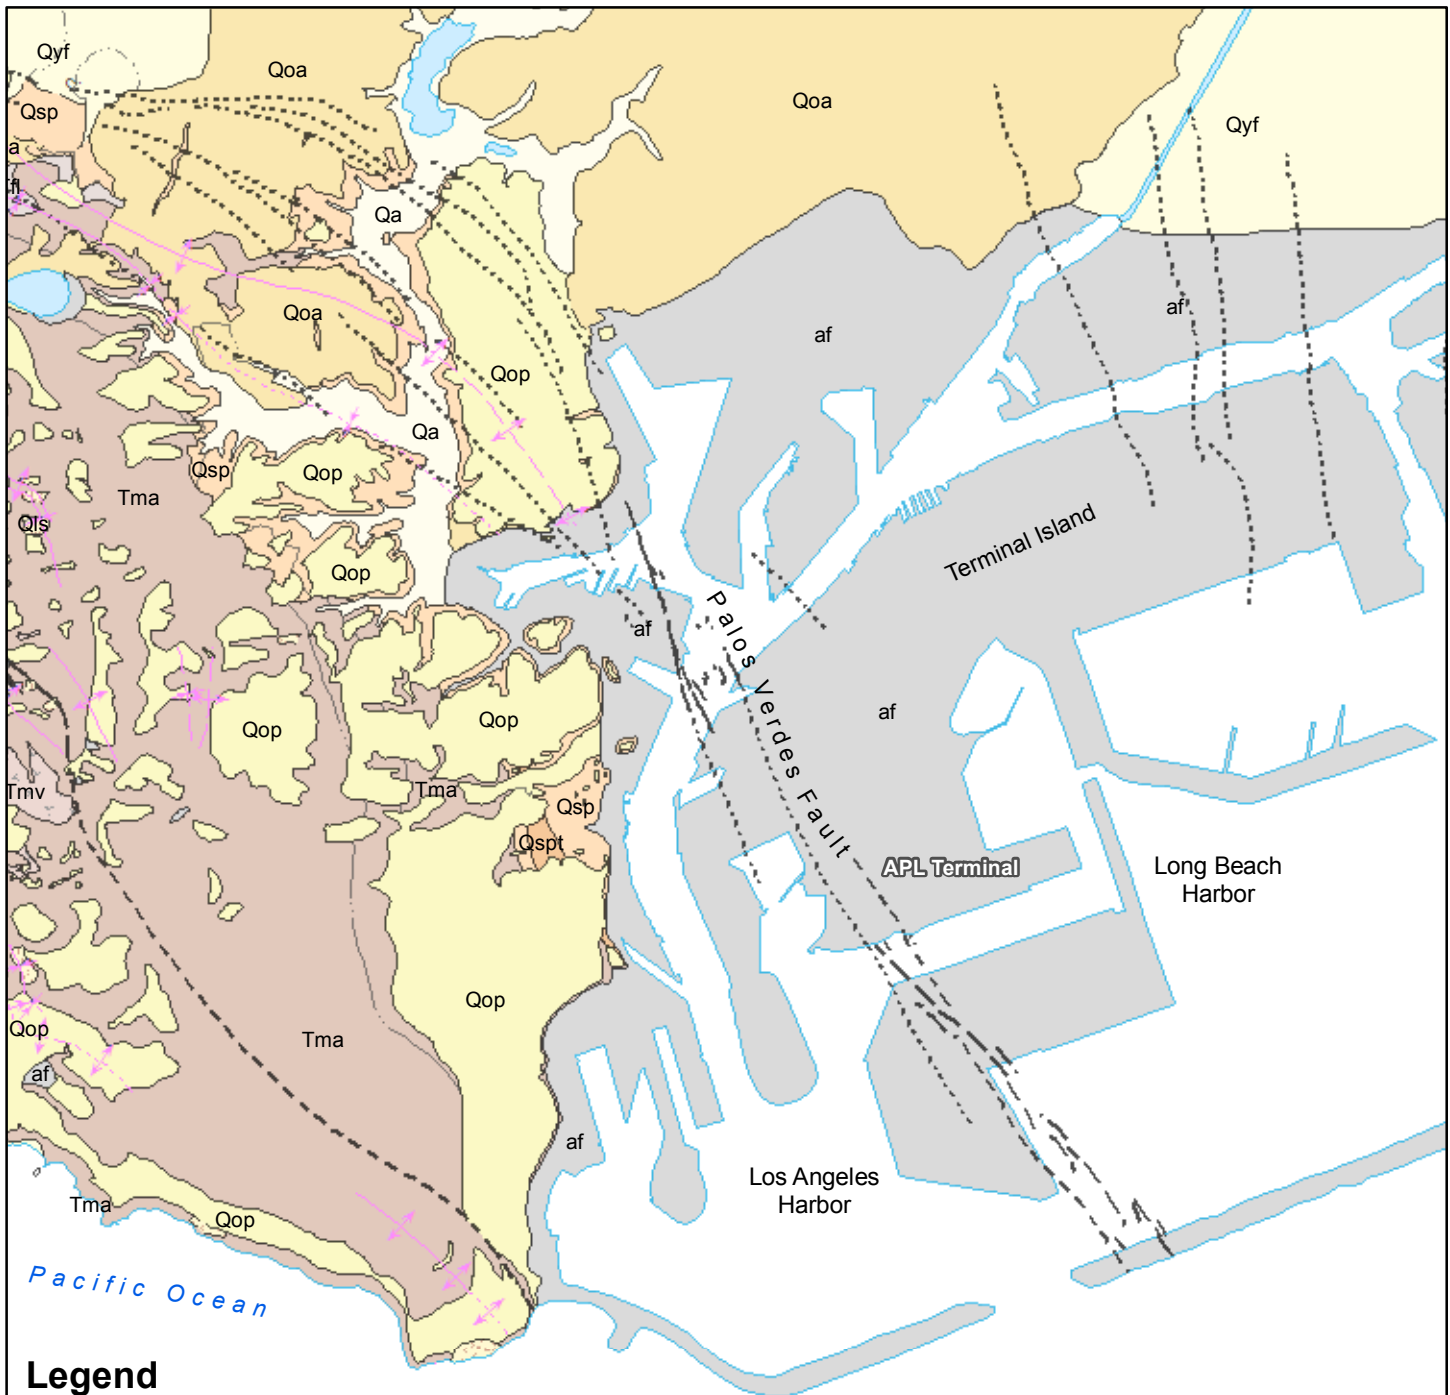 Qyf
Qoa
Qoa
Qsp
Qyf
a
fl
Qa
Qoa
af
af
Qop
Qa
Qsp
Qop
Tma
Qls
Terminal Island
Qop
af
Palos Verdes Fault
Qop
Qop
af
Tmv
Tma
Qsp
Qspt
APL Terminal
Long Beach
Harbor
Qop
Qop
Tma
af
af
Los Angeles
Harbor
Tma
Qop
Pacific Ocean
Legend